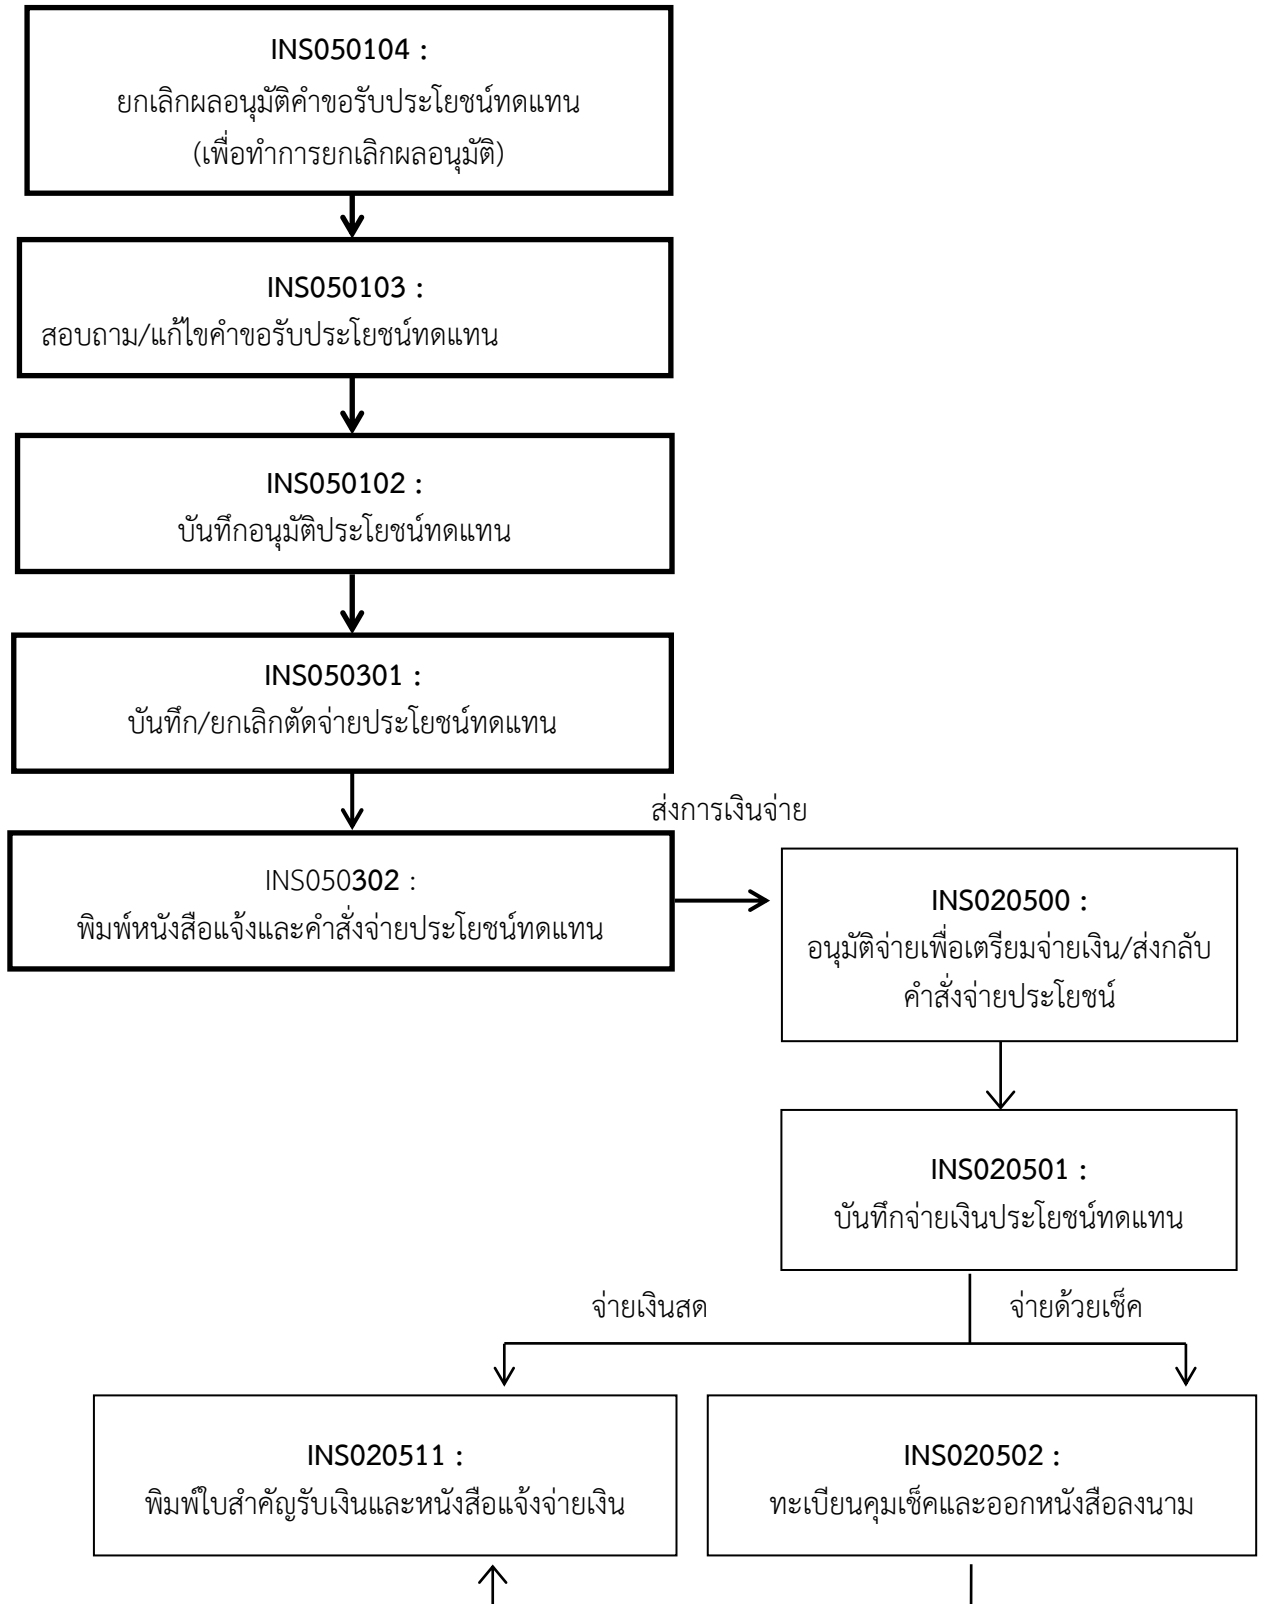 INS050104 :
ยกเลิกผลอนุมัติคำขอรับประโยชน์ทดแทน
(เพื่อทำการยกเลิกผลอนุมัติ)
INS050103 :
สอบถาม/แก้ไขคำขอรับประโยชน์ทดแทน
INS050102 :
บันทึกอนุมัติประโยชน์ทดแทน
INS050301 :
บันทึก/ยกเลิกตัดจ่ายประโยชน์ทดแทน
ส่งการเงินจ่าย
INS050302 :
พิมพ์หนังสือแจ้งและคำสั่งจ่ายประโยชน์ทดแทน
INS020500 :
อนุมัติจ่ายเพื่อเตรียมจ่ายเงิน/ส่งกลับ
คำสั่งจ่ายประโยชน์
INS020501 :
บันทึกจ่ายเงินประโยชน์ทดแทน
จ่ายเงินสด
จ่ายด้วยเช็ค
INS020511 :
พิมพ์ใบสำคัญรับเงินและหนังสือแจ้งจ่ายเงิน
INS020502 :
ทะเบียนคุมเช็คและออกหนังสือลงนาม